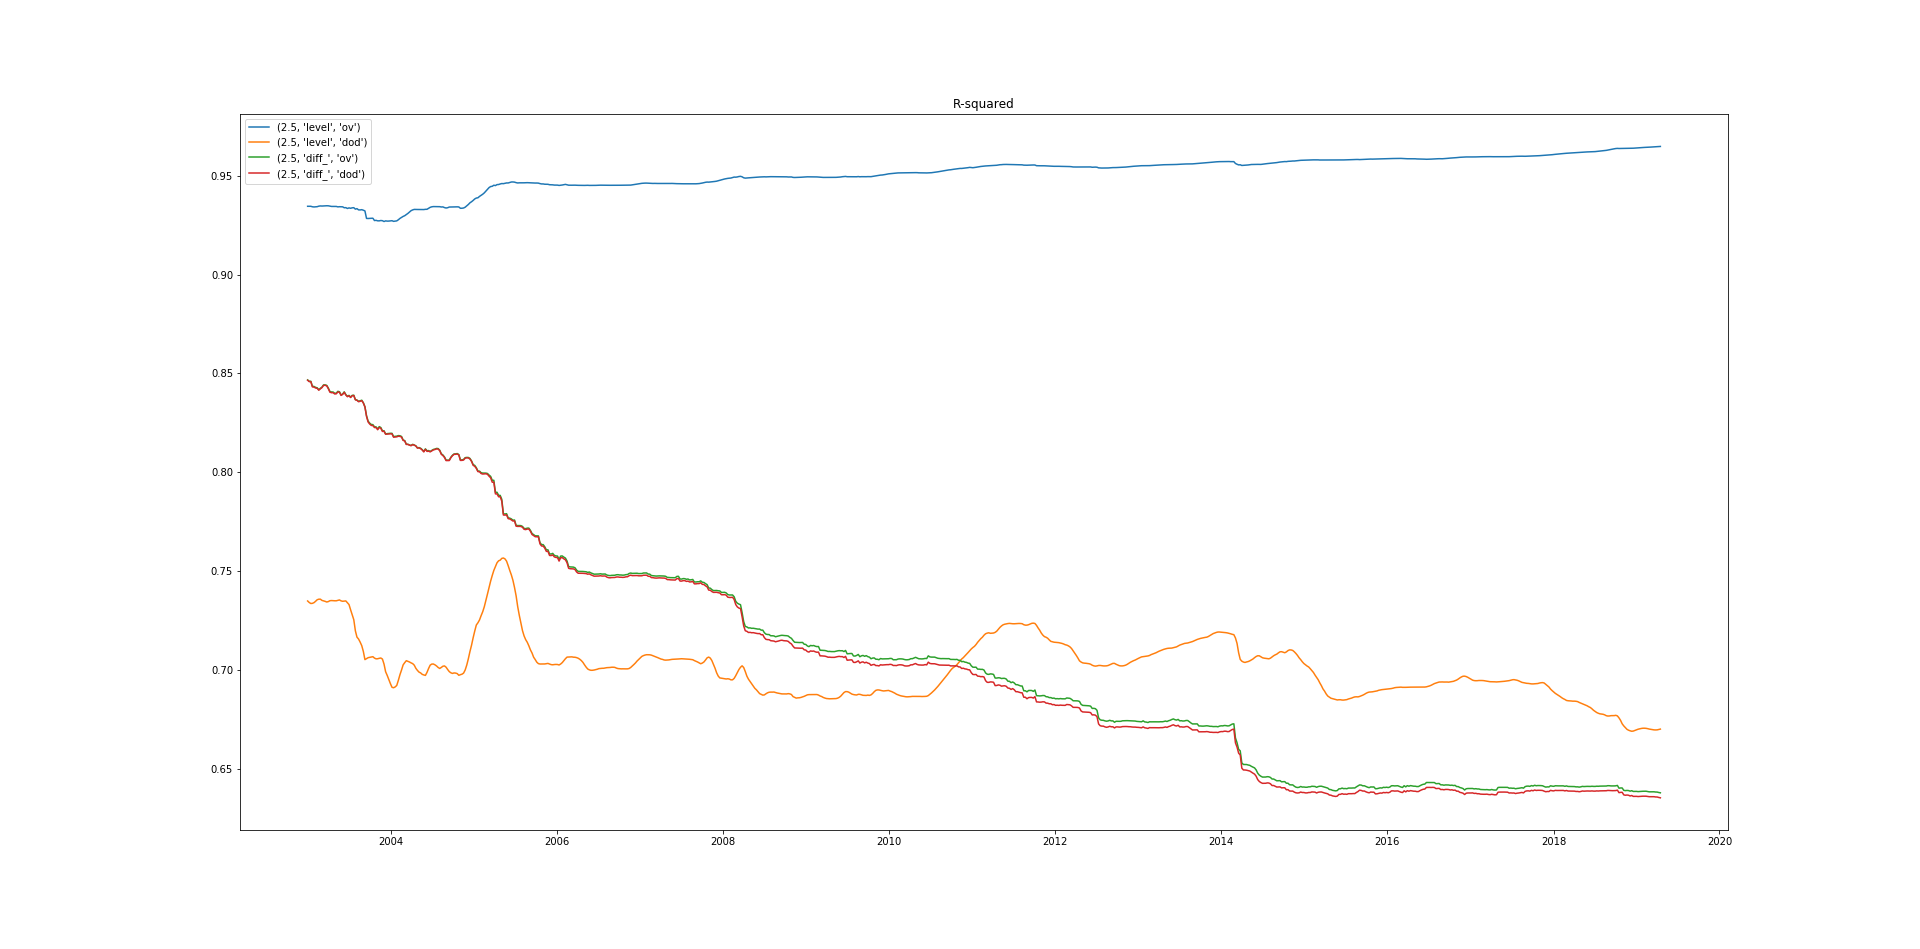 R-squared
(2.5, 'level', 'ov')
(2.5, 'level', 'dod')
(2.5, 'diff_', 'ov')
(2.5, 'diff_', 'dod')
0.95
0.90
0.85
0.80
0.75
0.70
0.65
2004 2006 2008 2010 2012 2014 2016 2018 2020